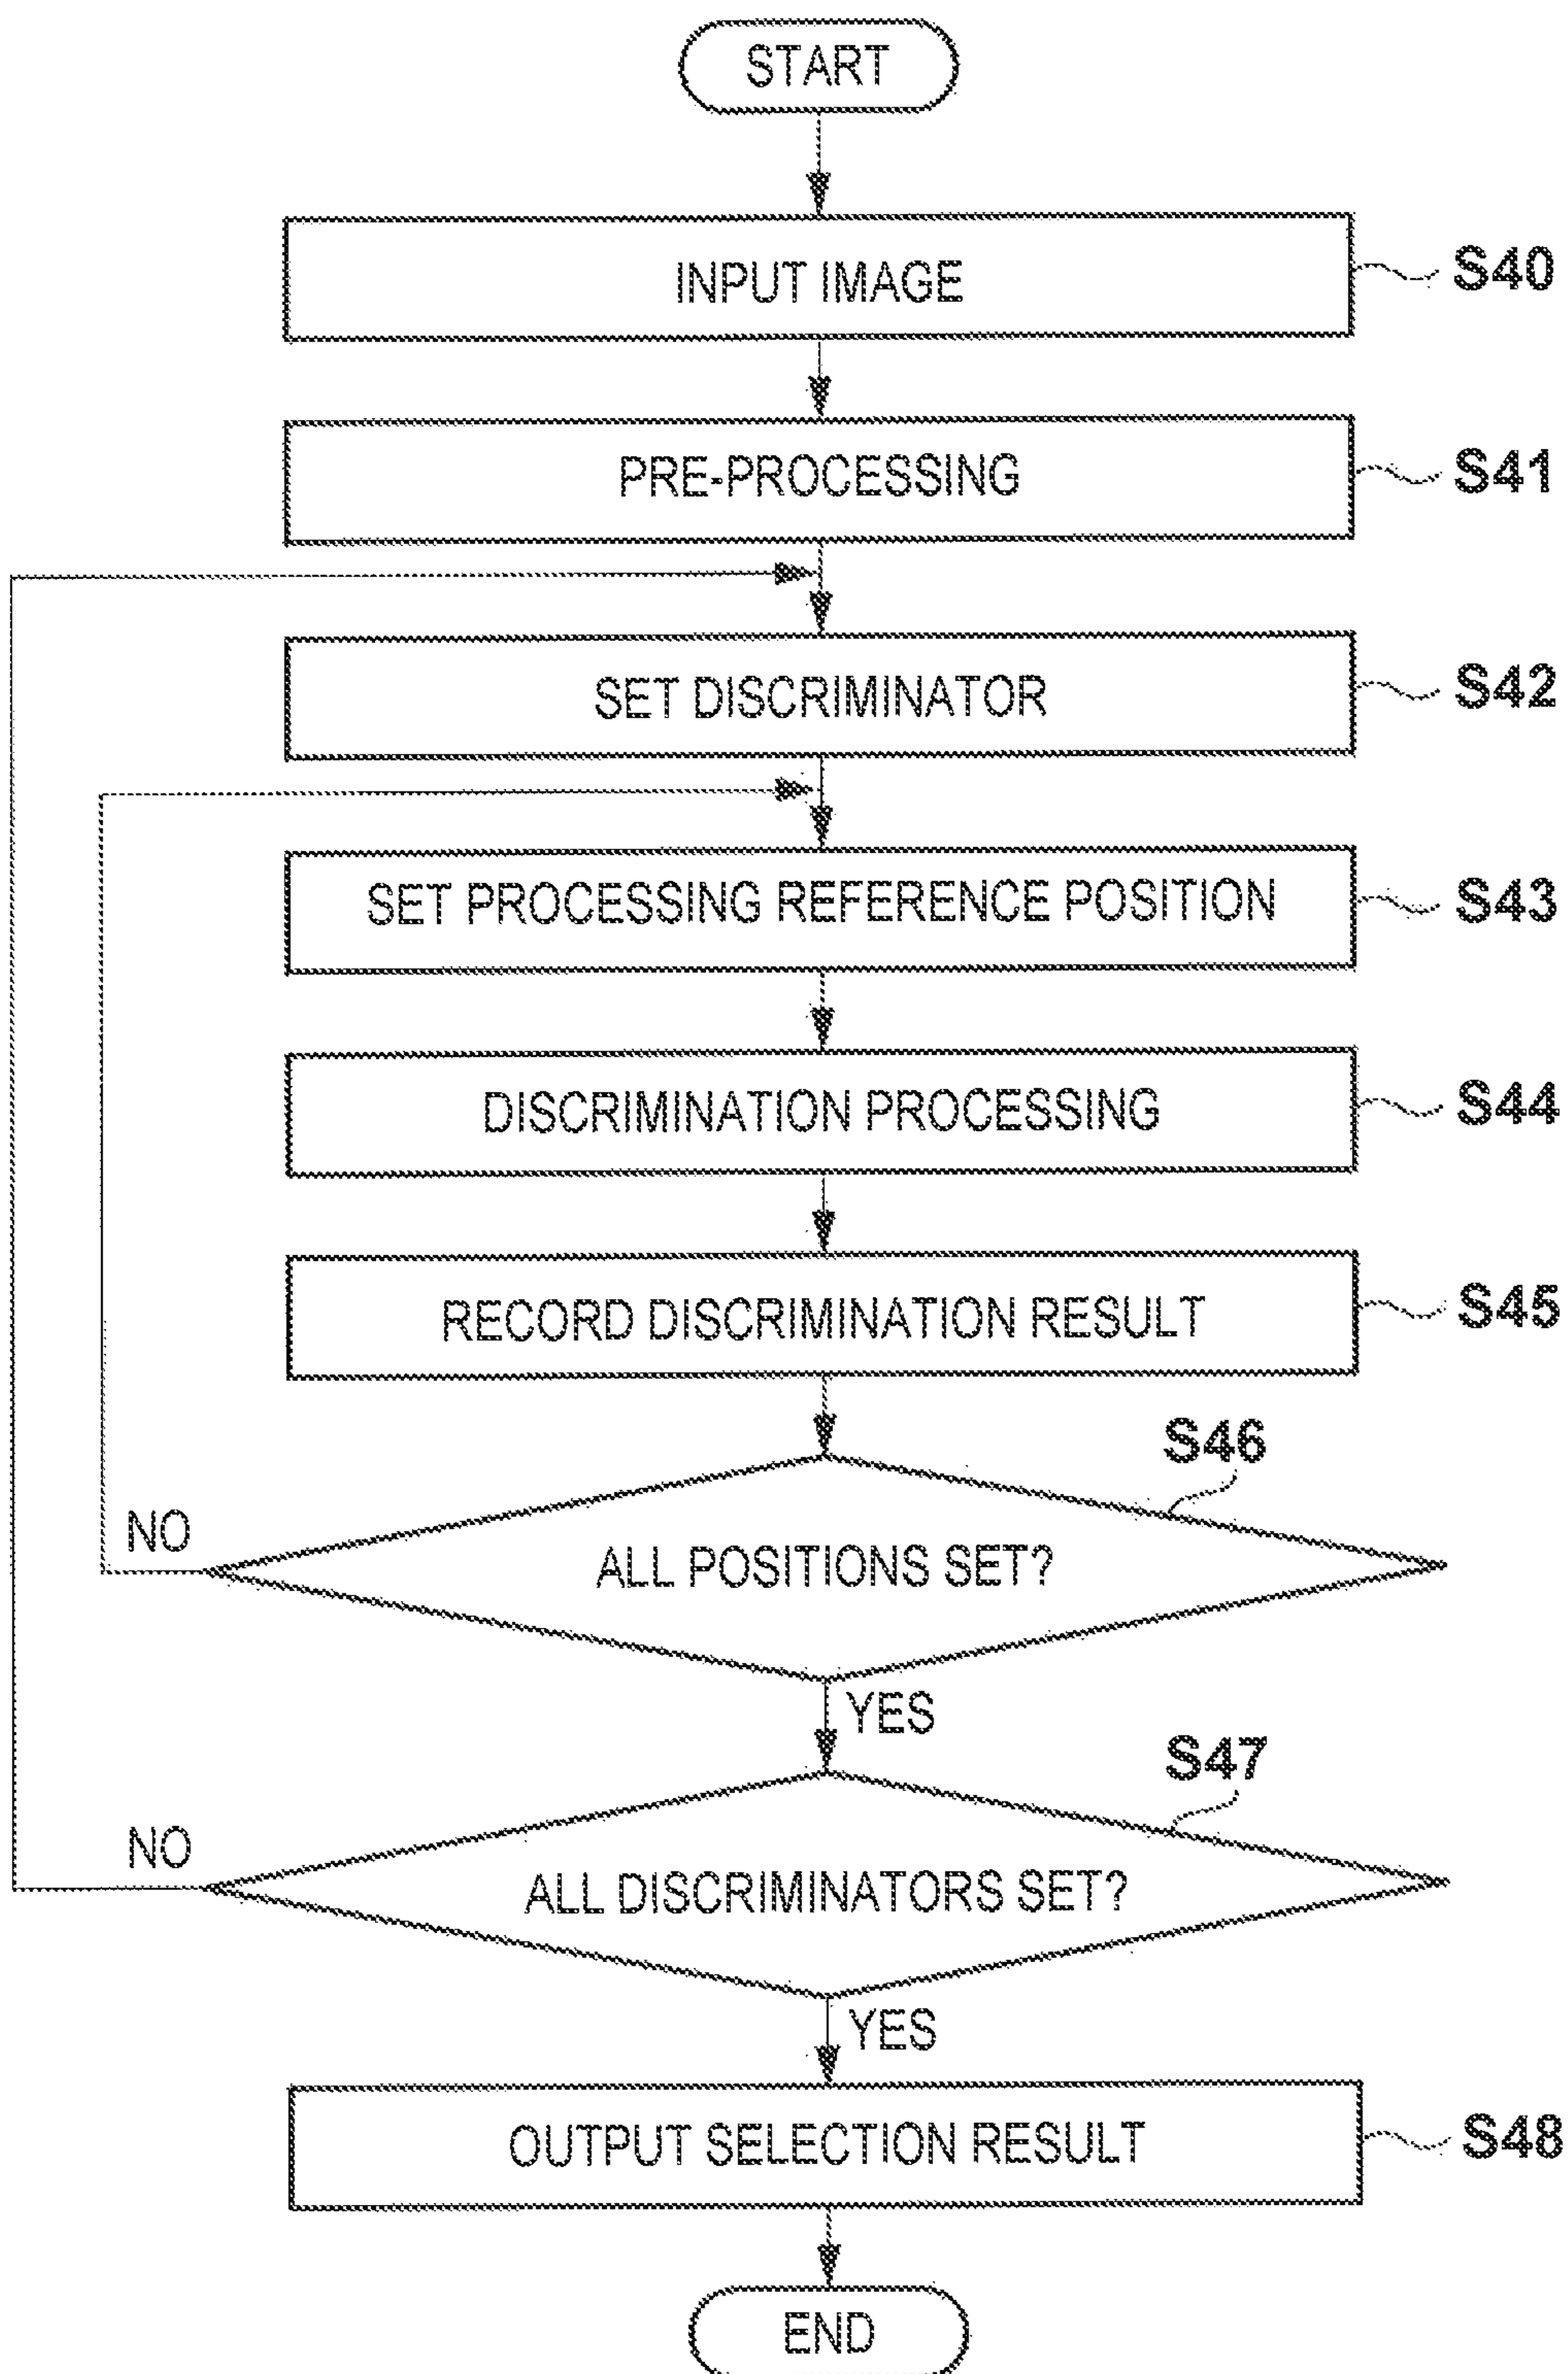 START
INPUT IMAGE
S40
PRE-PROCESSING
S41
SET DISCRIMINATOR
S42
SET PROCESSING REFERENCE POSITION
S43
DISCRIMINATION PROCESSING
S44
RECORD DISCRIMINATION RESULT
S45
S46
NO
ALL POSITIONS SET?
YES
S47
NO
ALL DISCRIMINATORS SET?
YES
OUTPUT SELECTION RESULT
S48
END